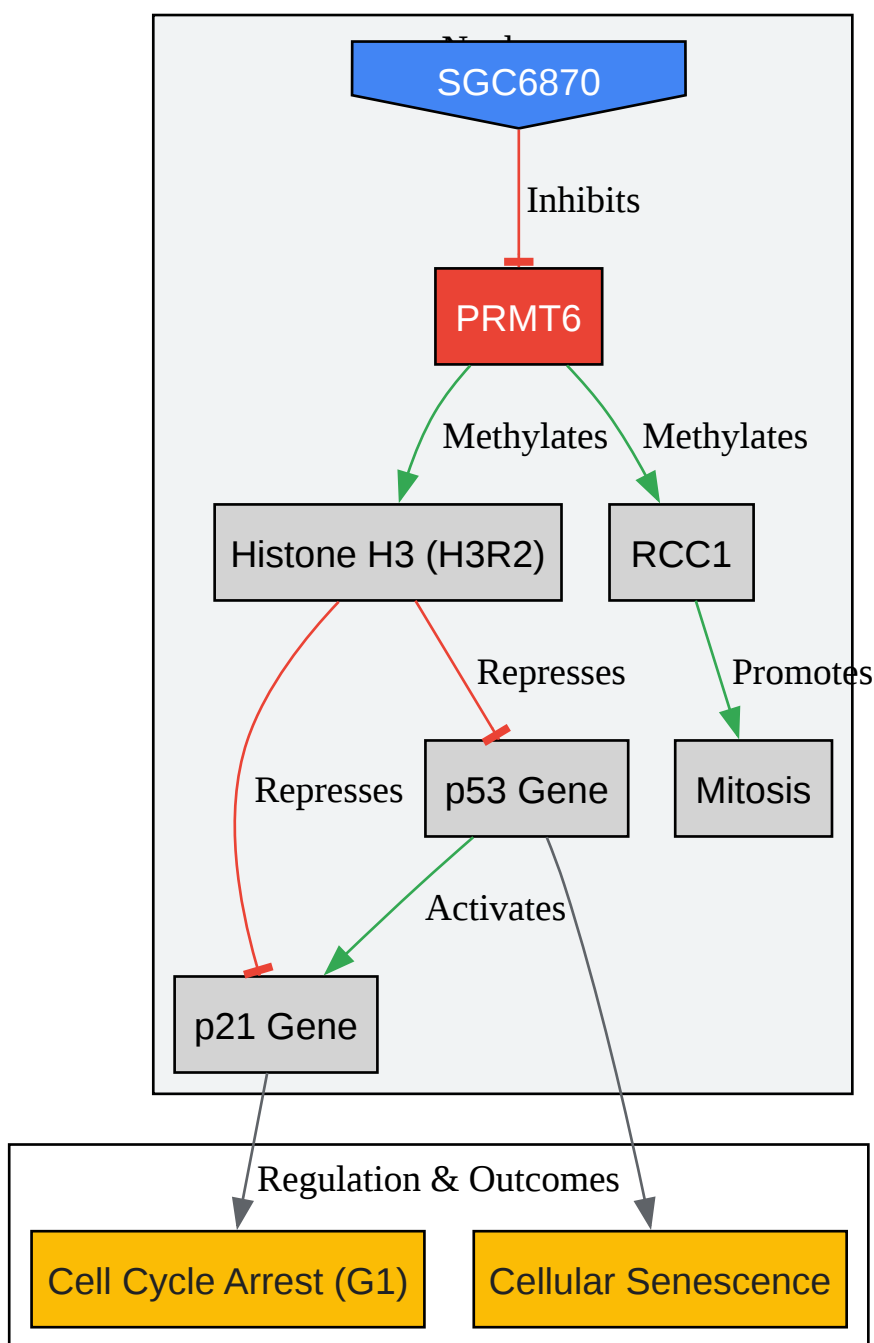 SGC6870
Inhibits
PRMT6
Methylates
Methylates
Histone H3 (H3R2)
RCC1
Represses
Promotes
Represses
p53 Gene
Mitosis
Activates
p21 Gene
Regulation & Outcomes
Cell Cycle Arrest (G1)
Cellular Senescence